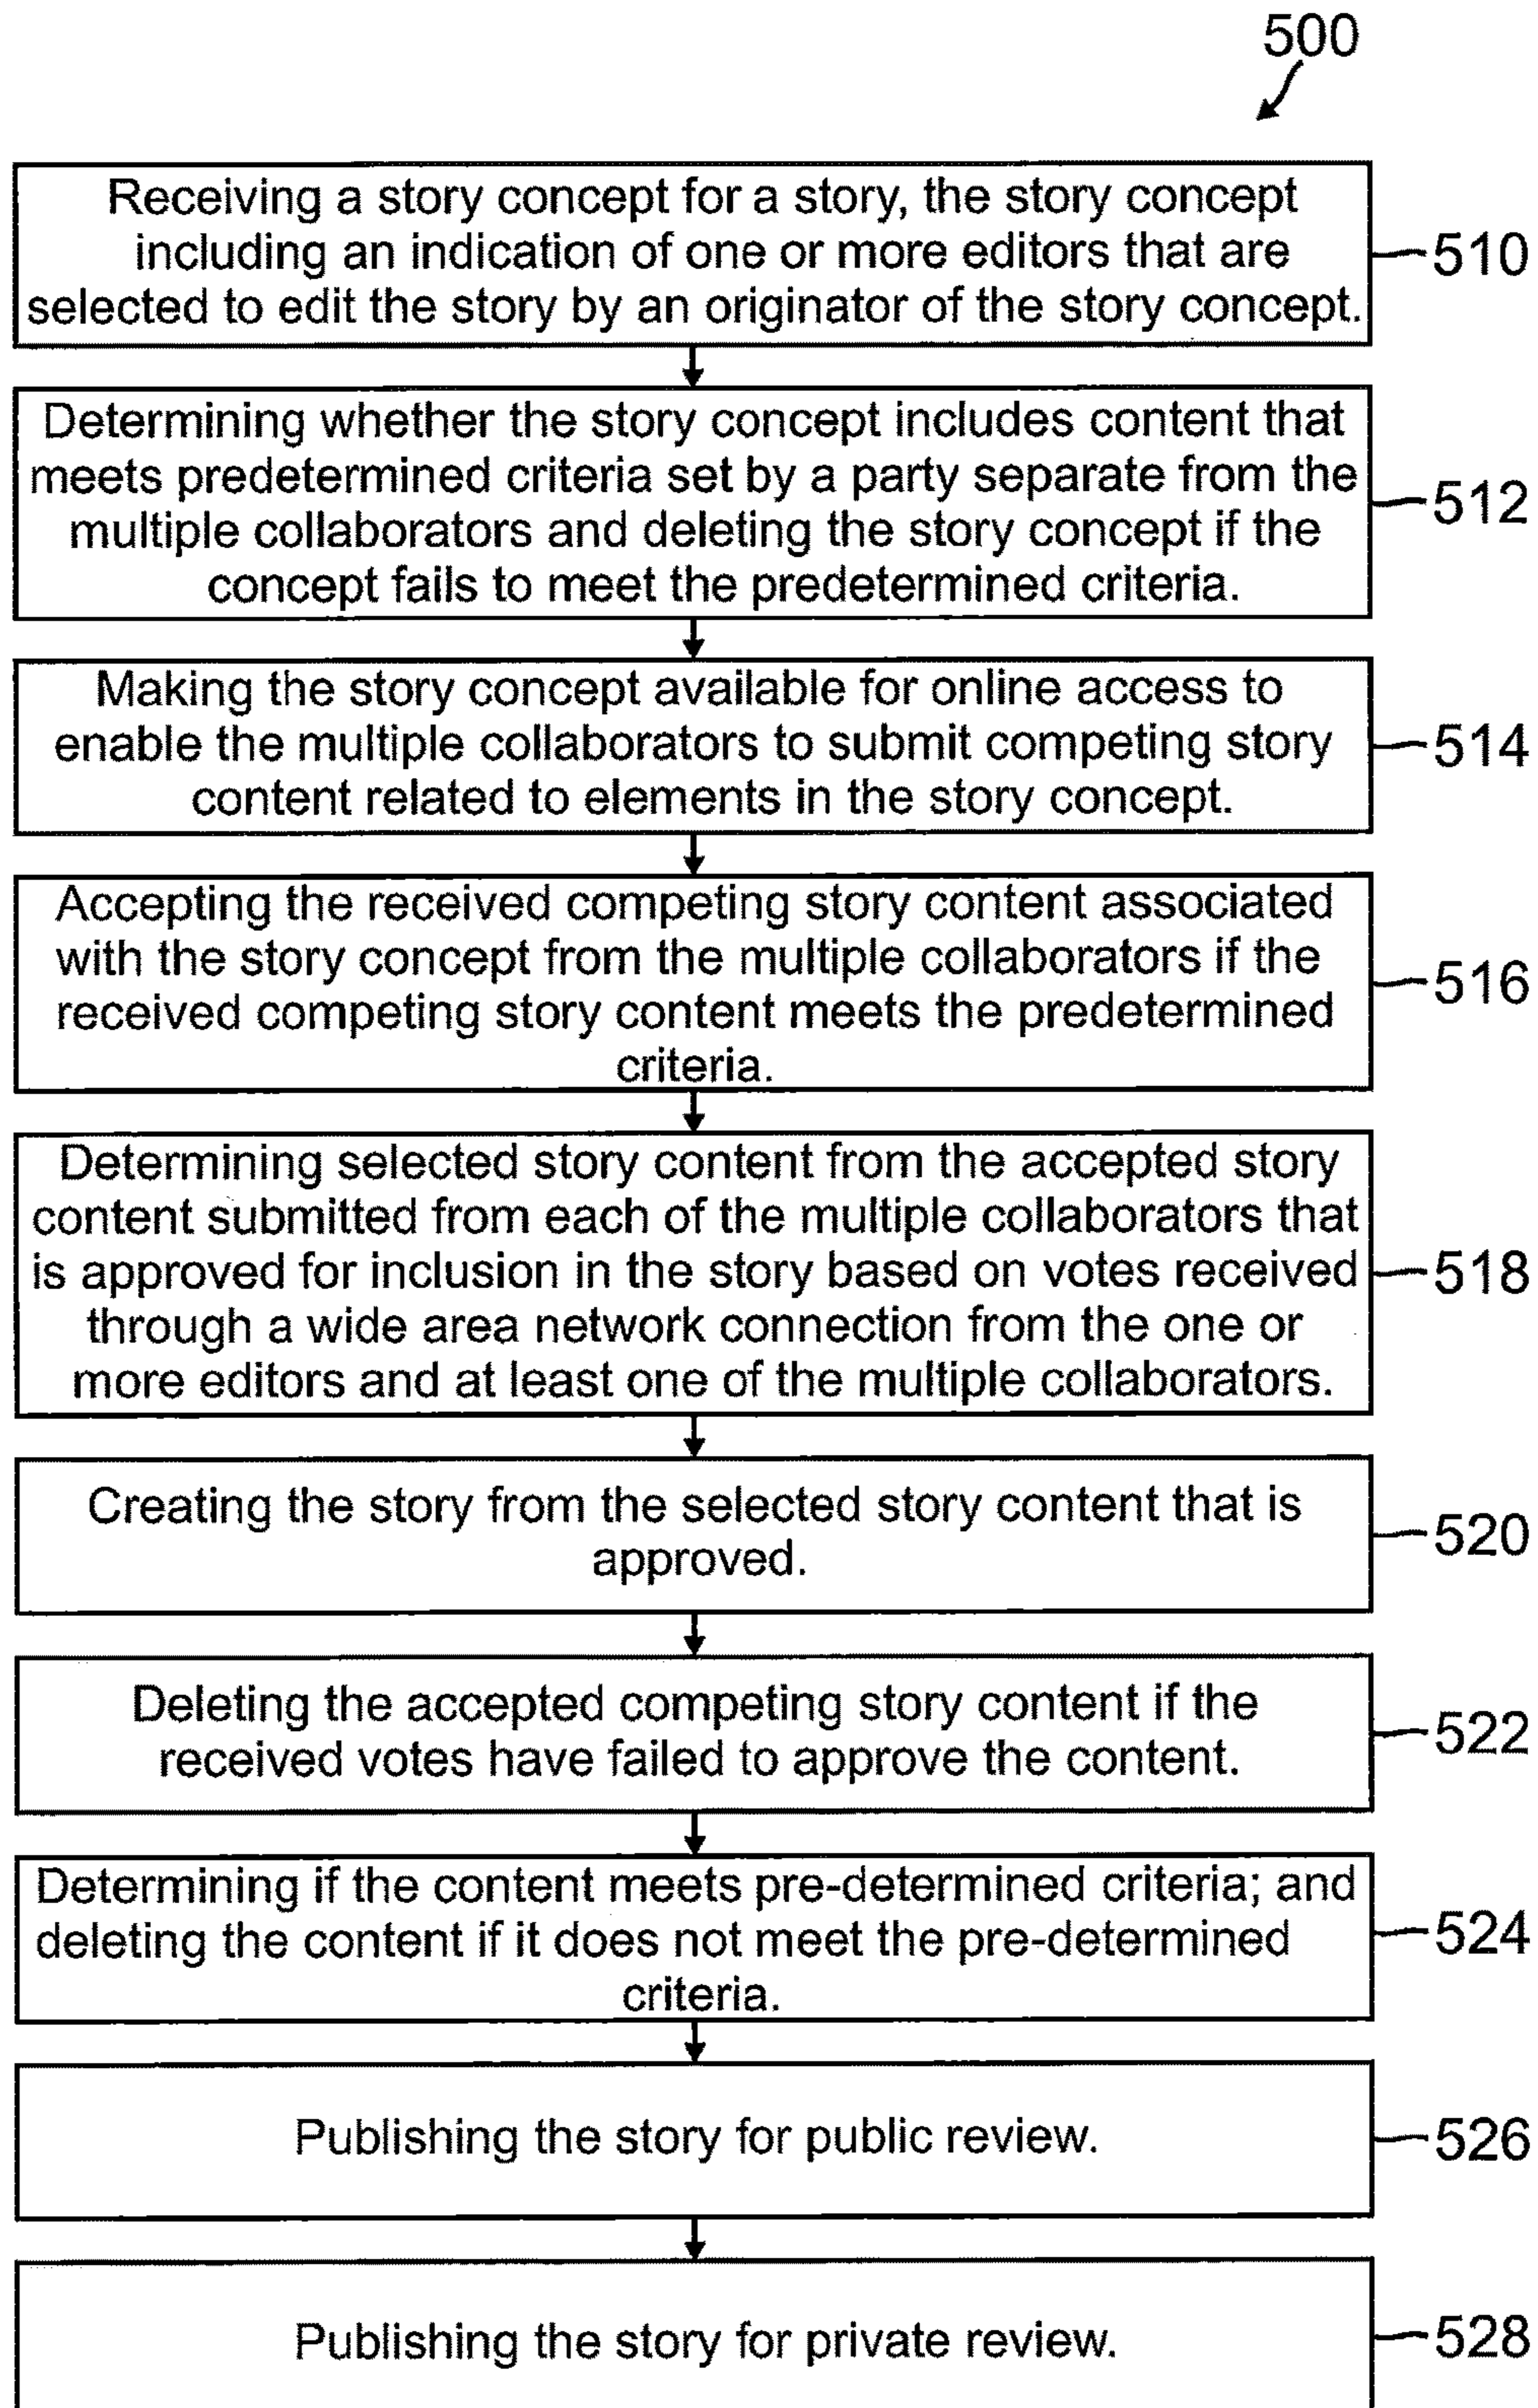 500
Receiving a story concept for a story, the story concept
including an indication of one or more editors that are
selected to edit the story by an originator of the story concept.
510
Determining whether the story concept includes content that
meets predetermined criteria set by a party separate from the
multiple collaborators and deleting the story concept if the
concept fails to meet the predetermined criteria.
512
Making the story concept available for online access to
enable the multiple collaborators to submit competing story
content related to elements in the story concept.
514
Accepting the received competing story content associated
with the story concept from the multiple collaborators if the
received competing story content meets the predetermined
criteria.
516
Determining selected story content from the accepted story
content submitted from each of the multiple collaborators that
is approved for inclusion in the story based on votes received
through a wide area network connection from the one or
more editors and at least one of the multiple collaborators.
518
Creating the story from the selected story content that is
approved.
520
Deleting the accepted competing story content if the
received votes have failed to approve the content.
522
Determining if the content meets pre-determined criteria; and
deleting the content if it does not meet the pre-determined
criteria.
524
Publishing the story for public review.
526
Publishing the story for private review.
528